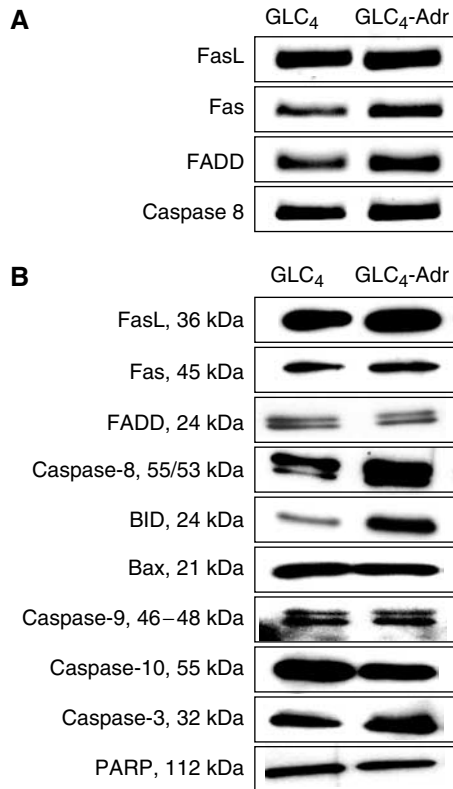 A
GLC4 GLC4-Adr
FasL
Fas
FADD
Caspase 8
B
GLC4 GLC4-Adr
FasL, 36 kDa
Fas, 45 kDa
FADD, 24 kDa
Caspase-8, 55/53 kDa
BID, 24 kDa
Bax, 21 kDa
Caspase-9, 46–48 kDa
Caspase-10, 55 kDa
Caspase-3, 32 kDa
PARP, 112 kDa